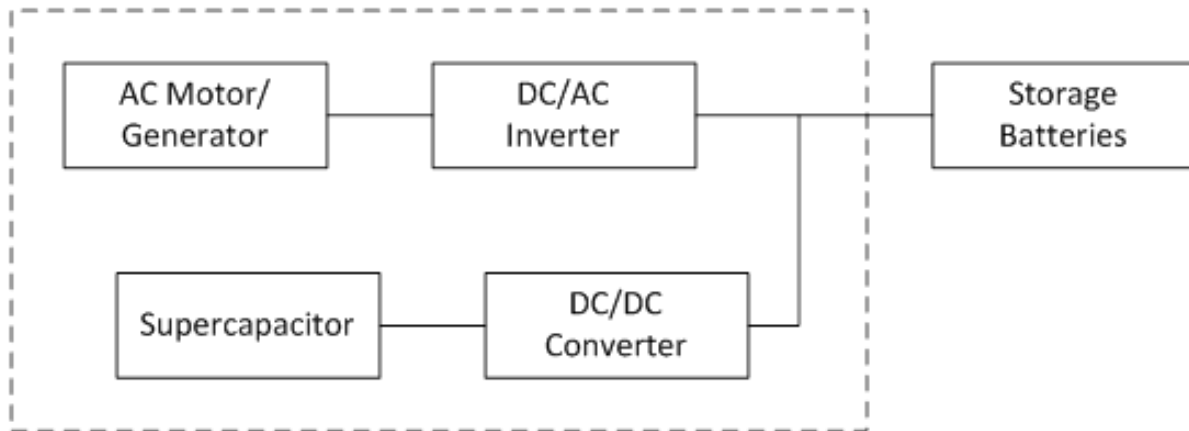 AC Motor/
Generator
DC/AC
Inverter
Storage
Batteries
Supercapacitor
DC/DC
Converter